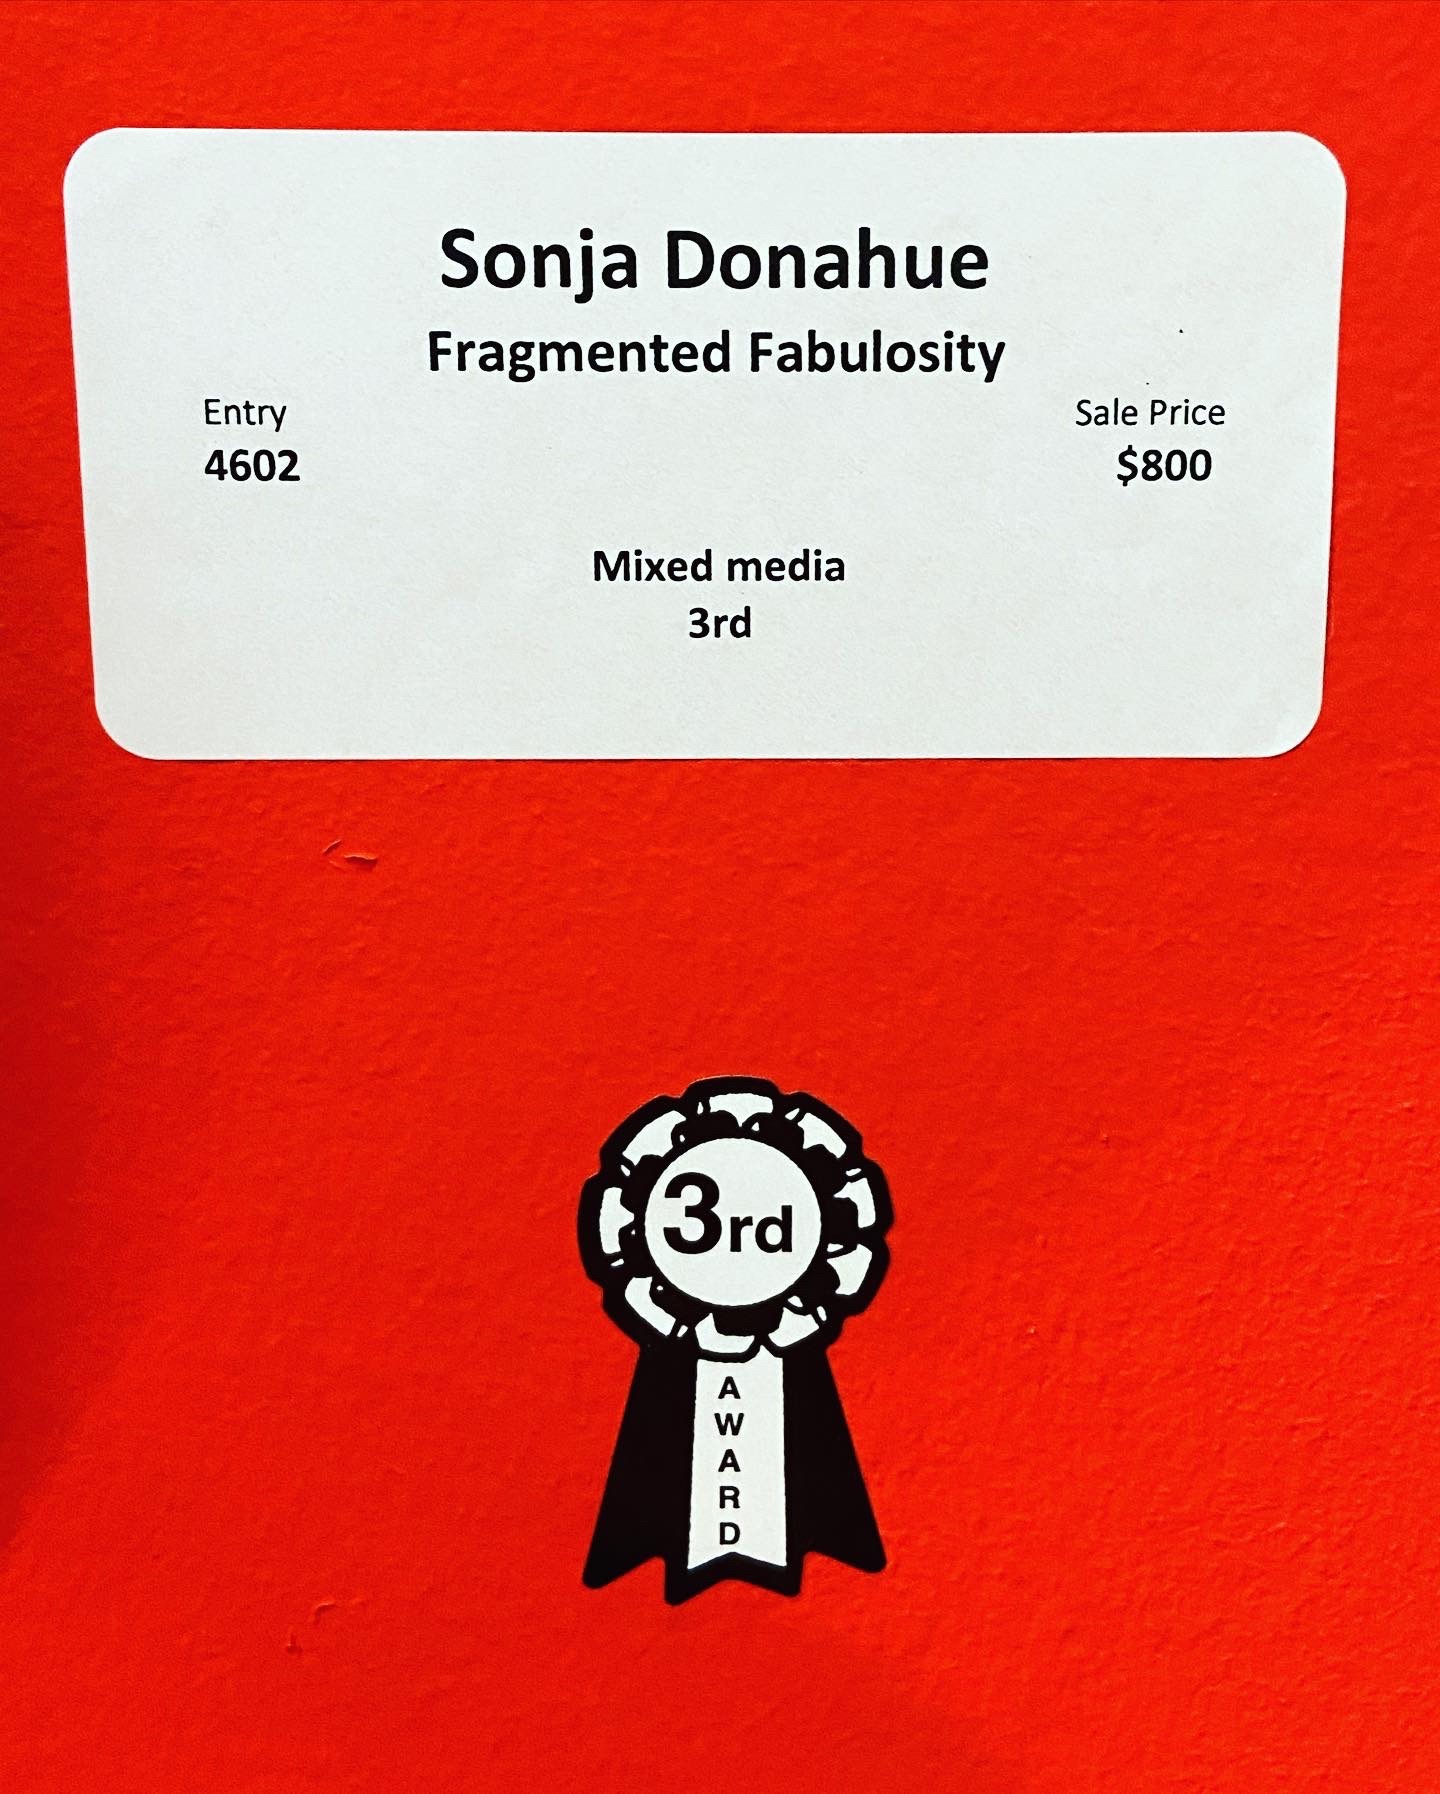 Sonja Donahue
Fragmented Fabulosity
Entry
Sale Price
4602
$800
Mixed media
3rd
3rd
AWARD